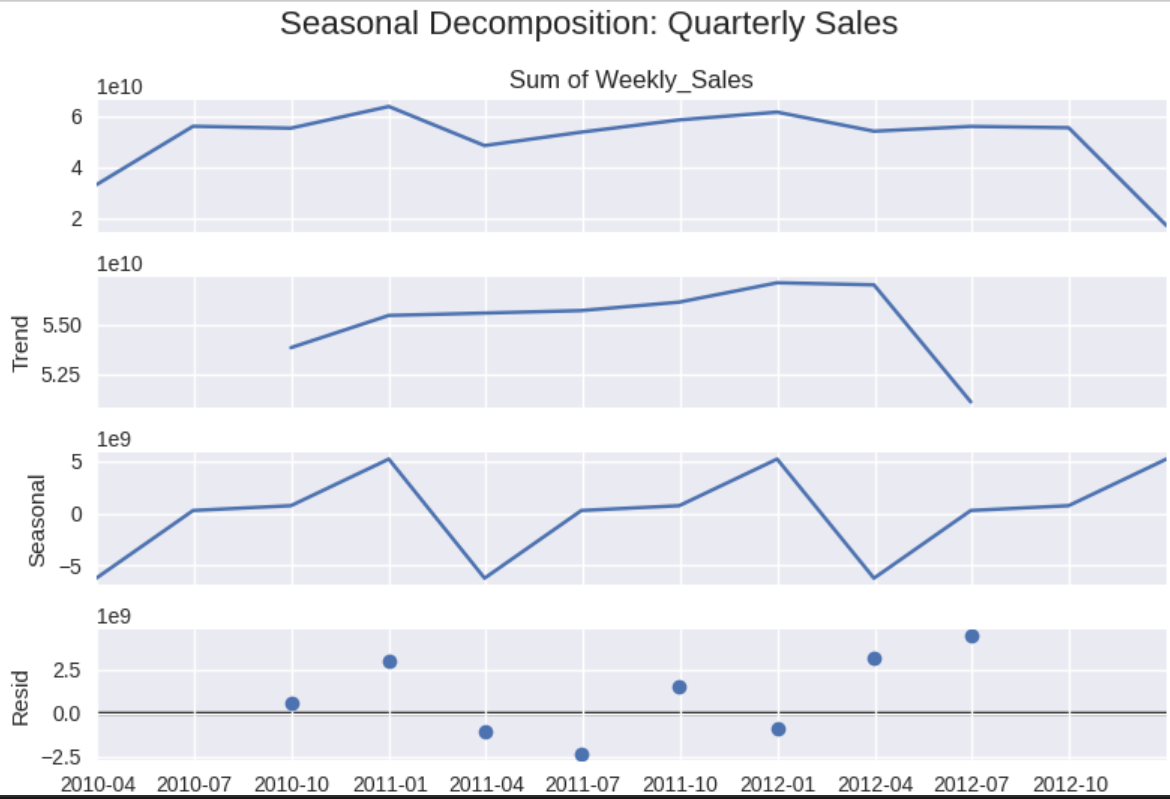 Seasonal Decomposition: Quarterly Sales
Sum of Weekly_Sales
1e10
6
4
2
1e10
Trend
5.50
5.25
1e9
Seasonal
5
0
−5
1e9
Resid
2.5
0.0
−2.5
2010-04 2010-07 2010-10 2011-01 2011-04 2011-07 2011-10 2012-01 2012-04 2012-07 2012-10